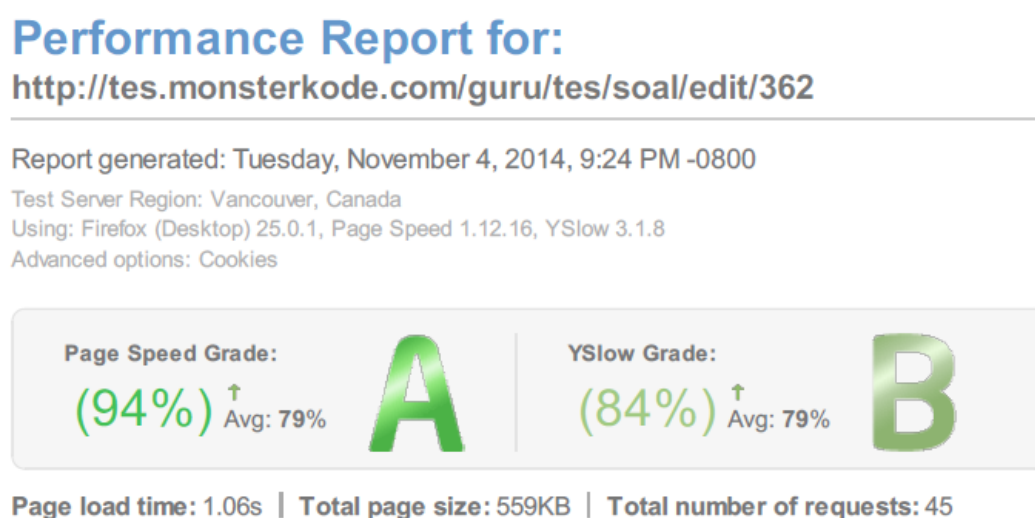 Performance Report for:
http://tes.monsterkode.com/guru/tes/soal/edit/362
Report generated: Tuesday, November 4, 2014, 9:24 PM -0800
Test Server Region: Vancouver, Canada
Using: Firefox (Desktop) 25.0.1, Page Speed 1.12.16, YSlow 3.1.8
Advanced options: Cookies
Page Speed Grade:
(94%) ↑ Avg: 79% A
YSlow Grade:
(84%) ↑ Avg: 79% B
Page load time: 1.06s | Total page size: 559KB | Total number of requests: 45